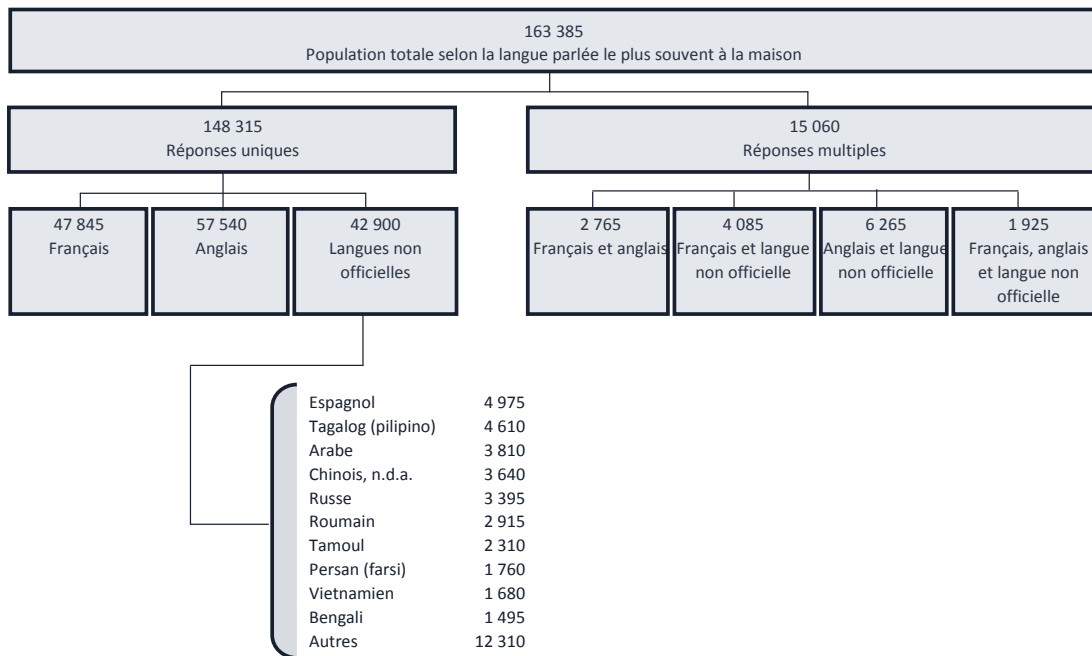 163 385
Population totale selon la langue parlée le plus souvent à la maison
148 315
Réponses uniques
15 060
Réponses multiples
47 845
Français
57 540
Anglais
42 900
Langues non
officielles
2 765
Français et anglais
4 085
Français et langue
non officielle
6 265
Anglais et langue
non officielle
1 925
Français, anglais
et langue non
officielle
Espagnol 4 975
Tagalog (pilipino) 4 610
Arabe 3 810
Chinois, n.d.a. 3 640
Russe 3 395
Roumain 2 915
Tamoul 2 310
Persan (farsi) 1 760
Vietnamien 1 680
Bengali 1 495
Autres 12 310